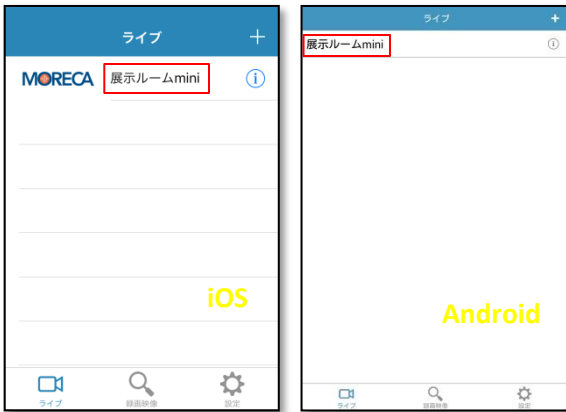 ライブ
+
MORECA 展示ルームmini
iOS
ライブ 録画映像 設定
ライブ
+
展示ルームmini
Android
ライブ 録画映像 設定